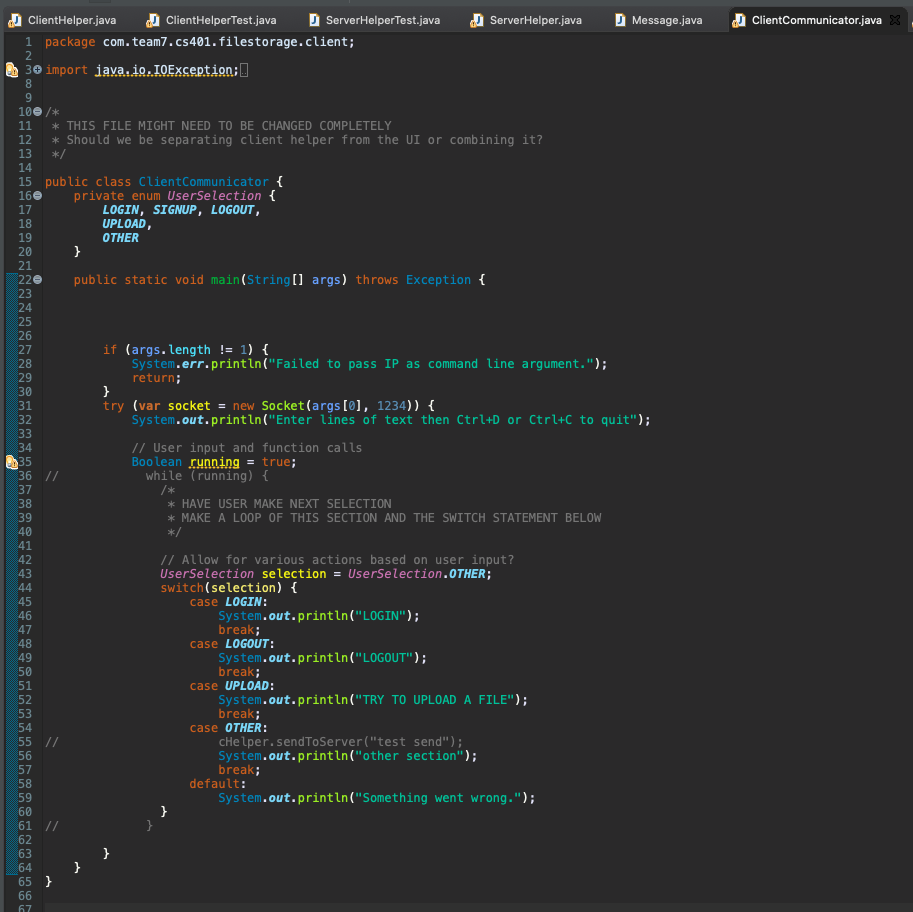 ClientHelper.java ClientHelperTest.java ServerHelperTest.java ServerHelper.java Message.java ClientCommunicator.java
1 package com.team7.cs401.filestorage.client;
2
3 import java.io.IOException;
8
9
10 /*
11 * THIS FILE MIGHT NEED TO BE CHANGED COMPLETELY
12 * Should we be separating client helper from the UI or combining it?
13 */
14
15 public class ClientCommunicator {
16 private enum UserSelection {
17 LOGIN, SIGNUP, LOGOUT,
18 UPLOAD,
19 OTHER
20 }
21
22 public static void main(String[] args) throws Exception {
23
24
25
26
27 if (args.length != 1) {
28 System.err.println("Failed to pass IP as command line argument.");
29 return;
30 }
31 try (var socket = new Socket(args[0], 1234)) {
32 System.out.println("Enter lines of text then Ctrl+D or Ctrl+C to quit");
33
34 // User input and function calls
35 Boolean running = true;
36 // while (running) {
37 /*
38 * HAVE USER MAKE NEXT SELECTION
39 * MAKE A LOOP OF THIS SECTION AND THE SWITCH STATEMENT BELOW
40 */
41
42 // Allow for various actions based on user input?
43 UserSelection selection = UserSelection.OTHER;
44 switch(selection) {
45 case LOGIN:
46 System.out.println("LOGIN");
47 break;
48 case LOGOUT:
49 System.out.println("LOGOUT");
50 break;
51 case UPLOAD:
52 System.out.println("TRY TO UPLOAD A FILE");
53 break;
54 case OTHER:
55 // cHelper.sendToServer("test send");
56 System.out.println("other section");
57 break;
58 default:
59 System.out.println("Something went wrong.");
60 }
61 // }
62
63 }
64 }
65 }
66
67